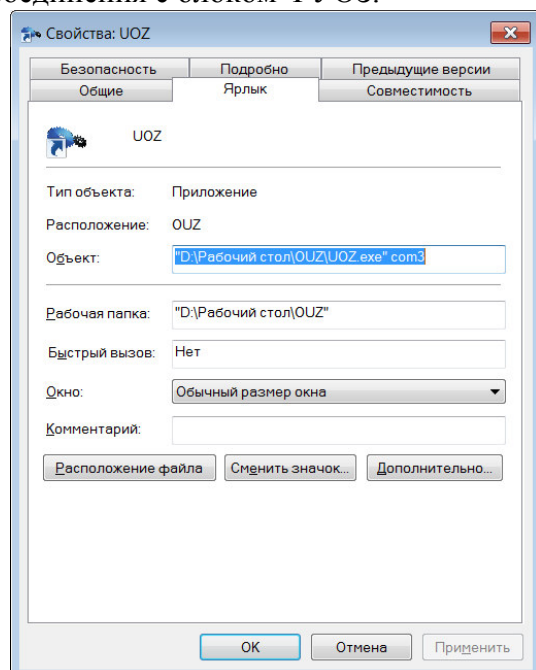 Свойства: UOZ
Безопасность Подробно Предыдущие версии
Общие Ярлык Совместимость
UOZ
Тип объекта: Приложение
Расположение: OUZ
Объект: "D:\Рабочий стол\OUZ\UOZ.exe" com3
Рабочая папка: "D:\Рабочий стол\OUZ"
Быстрый вызов: Нет
Окно: Обычный размер окна
Комментарий:
Расположение файла Сменить значок... Дополнительно...
OK Отмена Применить